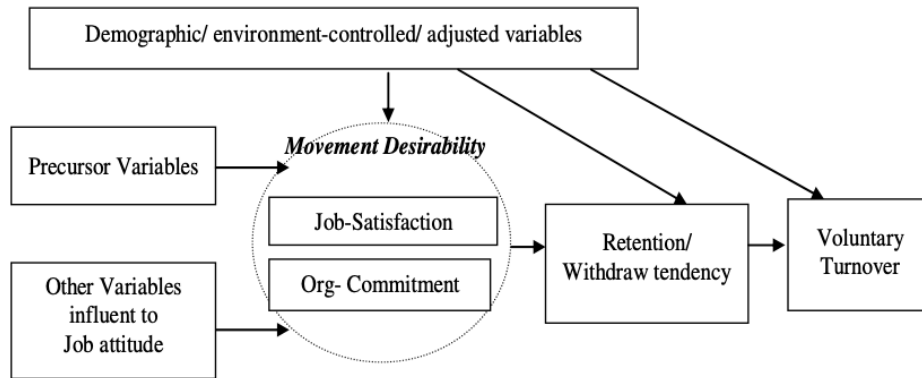 Demographic/ environment-controlled/ adjusted variables
Movement Desirability
Precursor Variables
Job-Satisfaction
Org- Commitment
Other Variables
influent to
Job attitude
Retention/
Withdraw tendency
Voluntary
Turnover